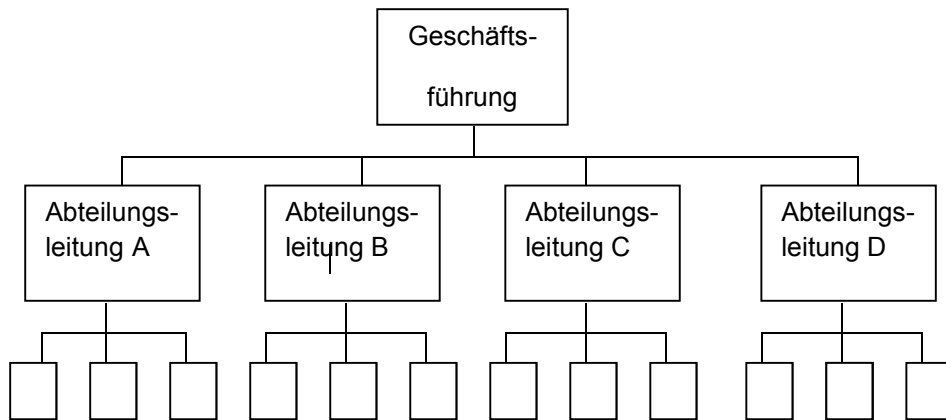 Geschäfts-
führung
Abteilungs-
leitung A
Abteilungs-
leitung B
Abteilungs-
leitung C
Abteilungs-
leitung D